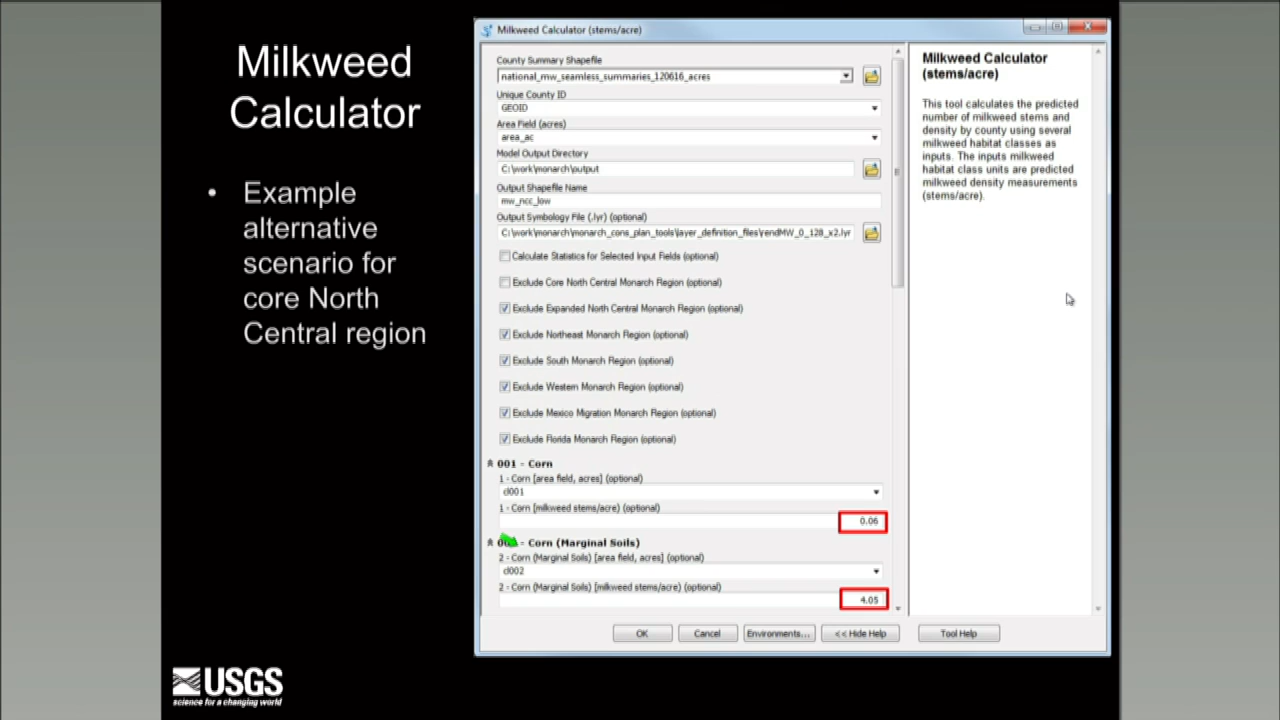 Milkweed
Calculator
• Example
alternative
scenario for
core North
Central region
USGS
science for a changing world
Milkweed Calculator (stems/acre)
County Summary Shapefile
national_mw_seamless_summaries_120616_acres
Unique County ID
GEOID
Area Field (acres)
area_ac
Model Output Directory
C:\work\monarch\output
Output Shapefile Name
mw_ncc_low
Output Symbology File (.lyr) (optional)
C:\work\monarch\monarch_cons_plan_tools\layer_definition_files\rendMW_0_128_x2.lyr
Calculate Statistics for Selected Input Fields (optional)
Exclude Core North Central Monarch Region (optional)
Exclude Expanded North Central Monarch Region (optional)
Exclude Northeast Monarch Region (optional)
Exclude South Monarch Region (optional)
Exclude Western Monarch Region (optional)
Exclude Mexico Migration Monarch Region (optional)
Exclude Florida Monarch Region (optional)
001 - Corn
1 - Corn [area field, acres] (optional)
cl001
1 - Corn [milkweed stems/acre) (optional)
0.06
- Corn (Marginal Soils)
2 - Corn (Marginal Soils) [area field, acres] (optional)
cl002
2 - Corn (Marginal Soils) [milkweed stems/acre) (optional)
4.05
OK
Cancel
Environments...
<< Hide Help
Tool Help
Milkweed Calculator
(stems/acre)
This tool calculates the predicted
number of milkweed stems and
density by county using several
milkweed habitat classes as
inputs. The inputs milkweed
habitat class units are predicted
milkweed density measurements
(stems/acre).